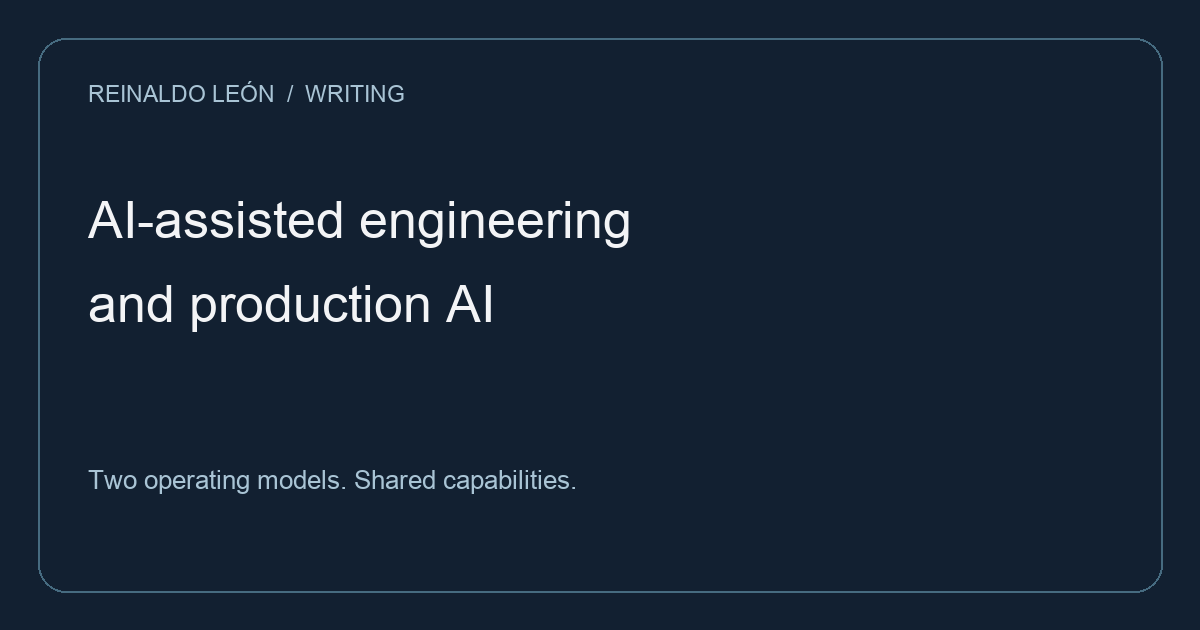 REINALDO LEÓN / WRITING
AI-assisted engineering
and production AI
Two operating models. Shared capabilities.